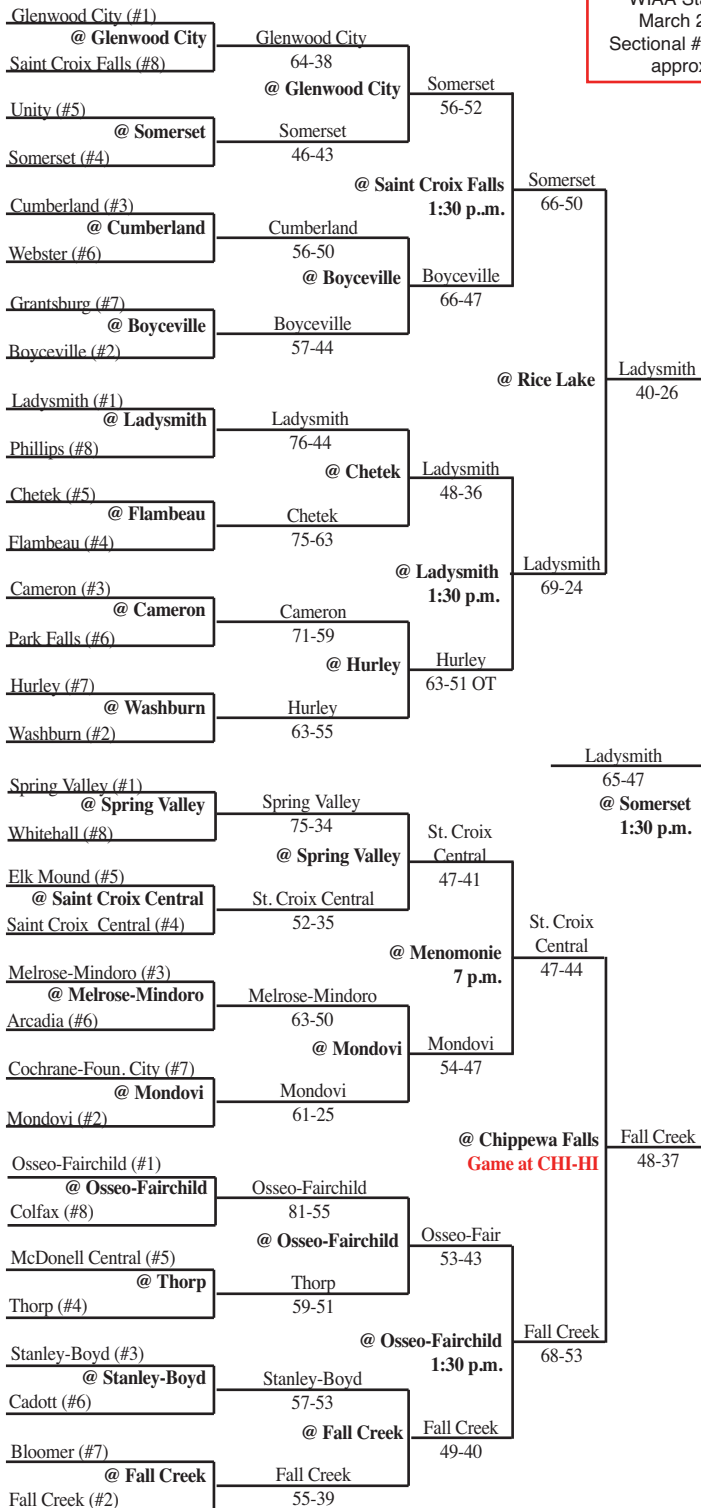 WIAA Sta
March 2
Sectional #
approx
Glenwood City (#1)
@ Glenwood City
Saint Croix Falls (#8)
Glenwood City
64-38
@ Glenwood City
Unity (#5)
@ Somerset
Somerset (#4)
Somerset
46-43
Somerset
56-52
@ Saint Croix Falls
1:30 p..m.
Cumberland (#3)
@ Cumberland
Webster (#6)
Cumberland
56-50
@ Boyceville
Grantsburg (#7)
@ Boyceville
Boyceville (#2)
Boyceville
57-44
Boyceville
66-47
Somerset
66-50
@ Rice Lake
Ladysmith (#1)
@ Ladysmith
Phillips (#8)
Ladysmith
76-44
@ Chetek
Chetek (#5)
@ Flambeau
Flambeau (#4)
Chetek
75-63
Ladysmith
48-36
@ Ladysmith
1:30 p.m.
Cameron (#3)
@ Cameron
Park Falls (#6)
Cameron
71-59
@ Hurley
Hurley (#7)
@ Washburn
Washburn (#2)
Hurley
63-55
Hurley
63-51 OT
Ladysmith
69-24
Ladysmith
40-26
Ladysmith
65-47
@ Somerset
1:30 p.m.
Spring Valley (#1)
@ Spring Valley
Whitehall (#8)
Spring Valley
75-34
@ Spring Valley
Elk Mound (#5)
@ Saint Croix Central
Saint Croix  Central (#4)
St. Croix Central
52-35
St. Croix
Central
47-41
@ Menomonie
7 p.m.
Melrose-Mindoro (#3)
@ Melrose-Mindoro
Arcadia (#6)
Melrose-Mindoro
63-50
@ Mondovi
Cochrane-Foun. City (#7)
@ Mondovi
Mondovi (#2)
Mondovi
61-25
Mondovi
54-47
St. Croix
Central
47-44
@ Chippewa Falls
Game at CHI-HI
Osseo-Fairchild (#1)
@ Osseo-Fairchild
Colfax (#8)
Osseo-Fairchild
81-55
@ Osseo-Fairchild
McDonell Central (#5)
@ Thorp
Thorp (#4)
Thorp
59-51
Osseo-Fair
53-43
@ Osseo-Fairchild
1:30 p.m.
Stanley-Boyd (#3)
@ Stanley-Boyd
Cadott (#6)
Stanley-Boyd
57-53
@ Fall Creek
Bloomer (#7)
@ Fall Creek
Fall Creek (#2)
Fall Creek
55-39
Fall Creek
49-40
Fall Creek
68-53
Fall Creek
48-37